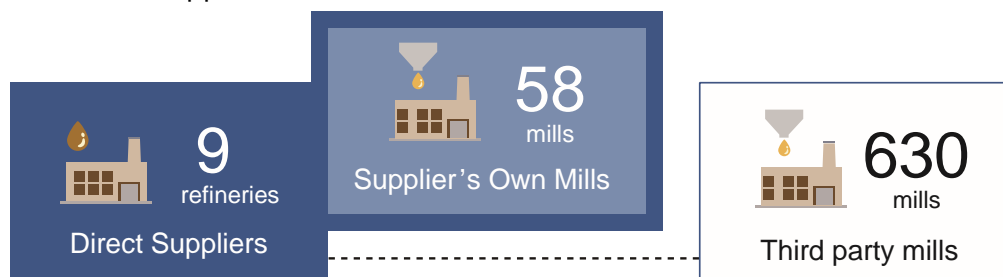 9
refineries
Direct Suppliers
58
mills
Supplier's Own Mills
630
mills
Third party mills